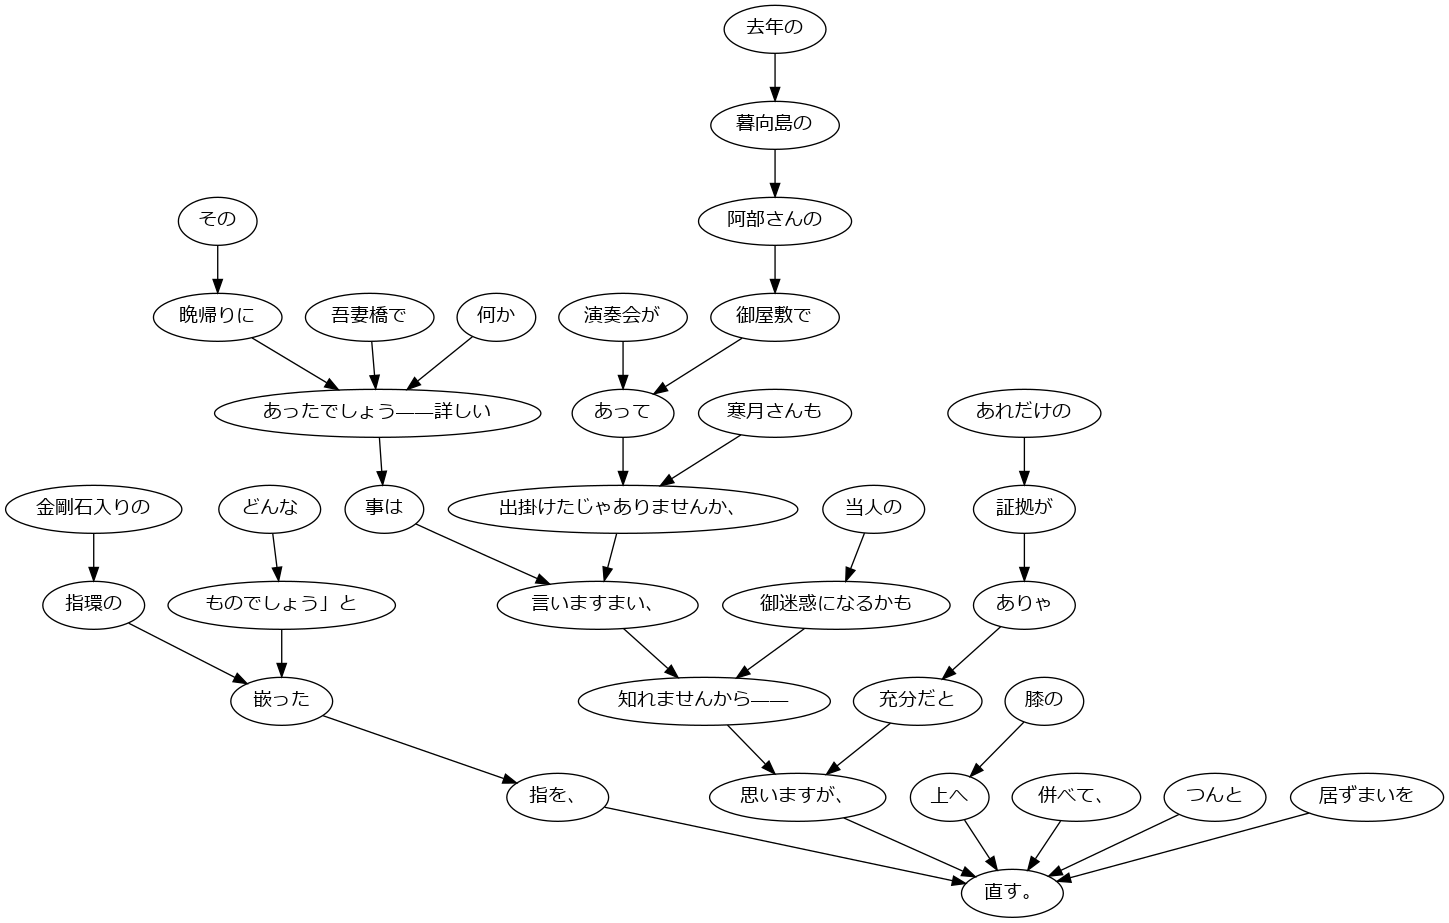 去年の
暮向島の
その
阿部さんの
晩帰りに
吾妻橋で
何か
演奏会が
御屋敷で
あったでしょう――詳しい
あって
寒月さんも
あれだけの
金剛石入りの
どんな
事は
出掛けたじゃありませんか、
当人の
証拠が
指環の
ものでしょう」と
言いますまい、
御迷惑になるかも
ありゃ
嵌った
知れませんから――
充分だと
膝の
指を、
思いますが、
上へ
併べて、
つんと
居ずまいを
直す。